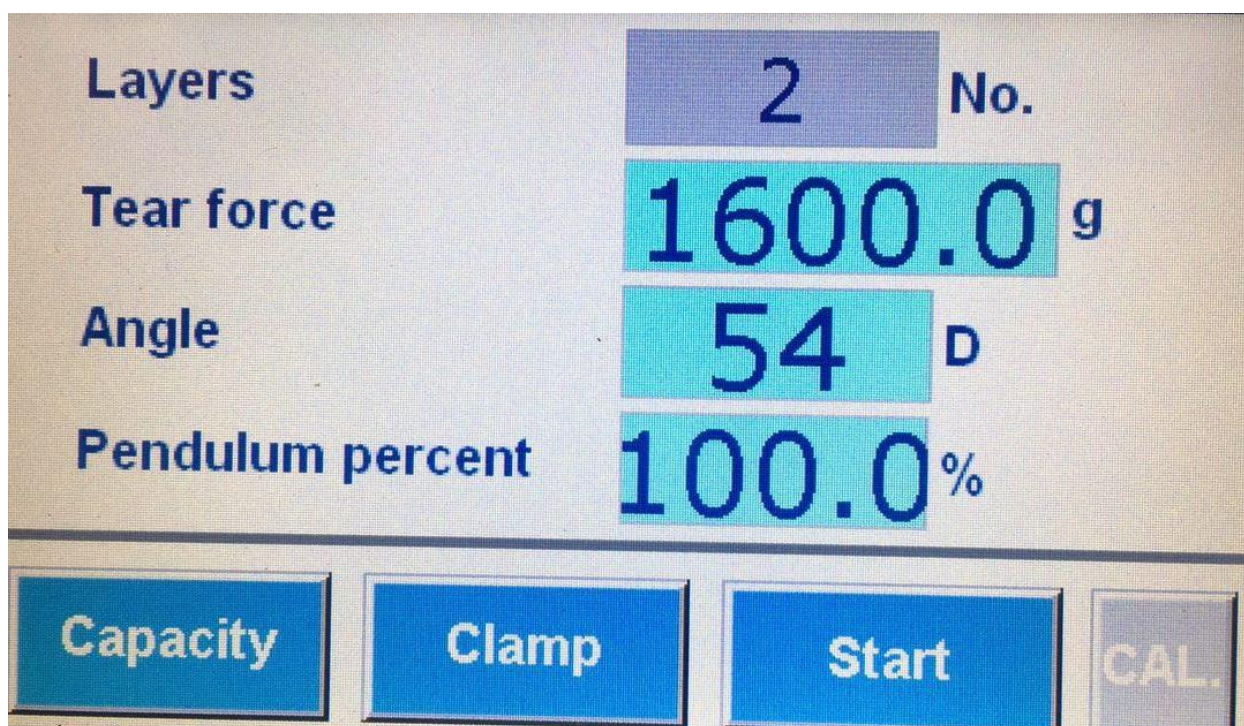 Layers 2 No.
Tear force 1600.0 g
Angle 54 D
Pendulum percent 100.0 %
Capacity Clamp Start CAL.